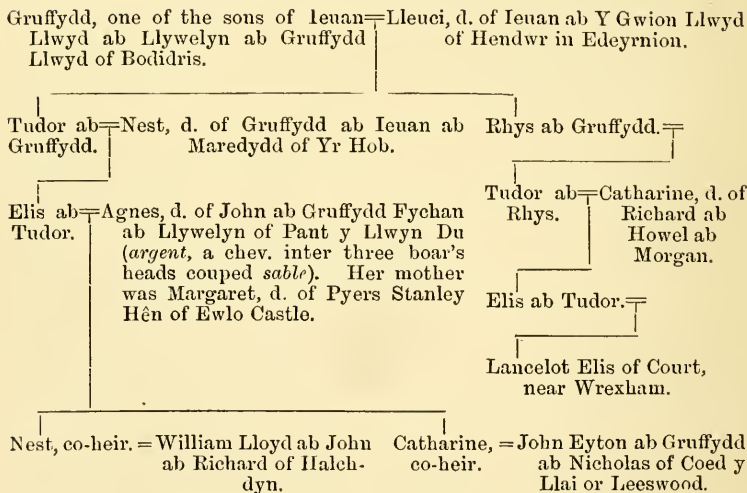 Gruffydd, one of the sons of Ieuan=Lleuci, d. of Ieuan ab Y Gwion Llwyd
Llwyd ab Llywelyn ab Gruffydd
of Hendwr in Edeyrnion.
Llwyd of Bodidris.
Tudor ab=Nest, d. of Gruffydd ab Ieuan ab
Gruffydd.
Maredydd of Yr Hob.
Rhys ab Gruffydd.=
Elis ab=Agnes, d. of John ab Gruffydd Fychan
Tudor.
ab Llywelyn of Pant y Llwyn Du
(argent, a chev. inter three boar's
heads couped sable). Her mother
was Margaret, d. of Pyers Stanley
Hên of Ewlo Castle.
Tudor ab=Catharine, d. of
Rhys.
Richard ab
Howel ab
Morgan.
Elis ab Tudor.=
Lancelot Elis of Court,
near Wrexham.
Nest, co-heir.=William Lloyd ab John
ab Richard of Halch-
dyn.
Catharine,=John Eyton ab Gruffydd
co-heir.
ab Nicholas of Coed y
Llai or Leeswood.